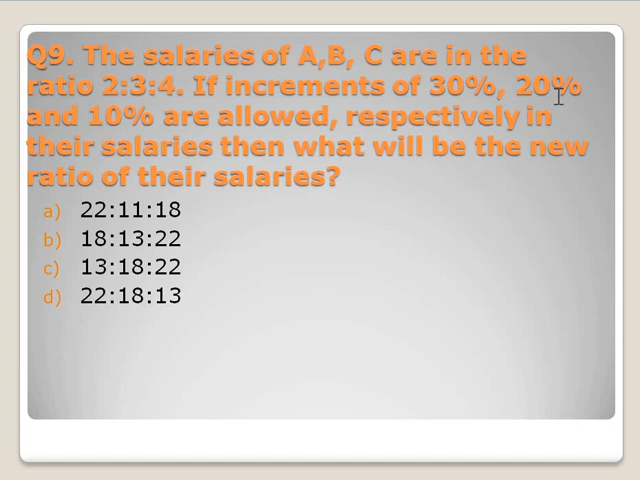 Q9. The salaries of A,B, C are in the
ratio 2:3:4. If increments of 30%, 20%
and 10% are allowed, respectively in
their salaries then what will be the new
ratio of their salaries?
a) 22:11:18
b) 18:13:22
c) 13:18:22
d) 22:18:13